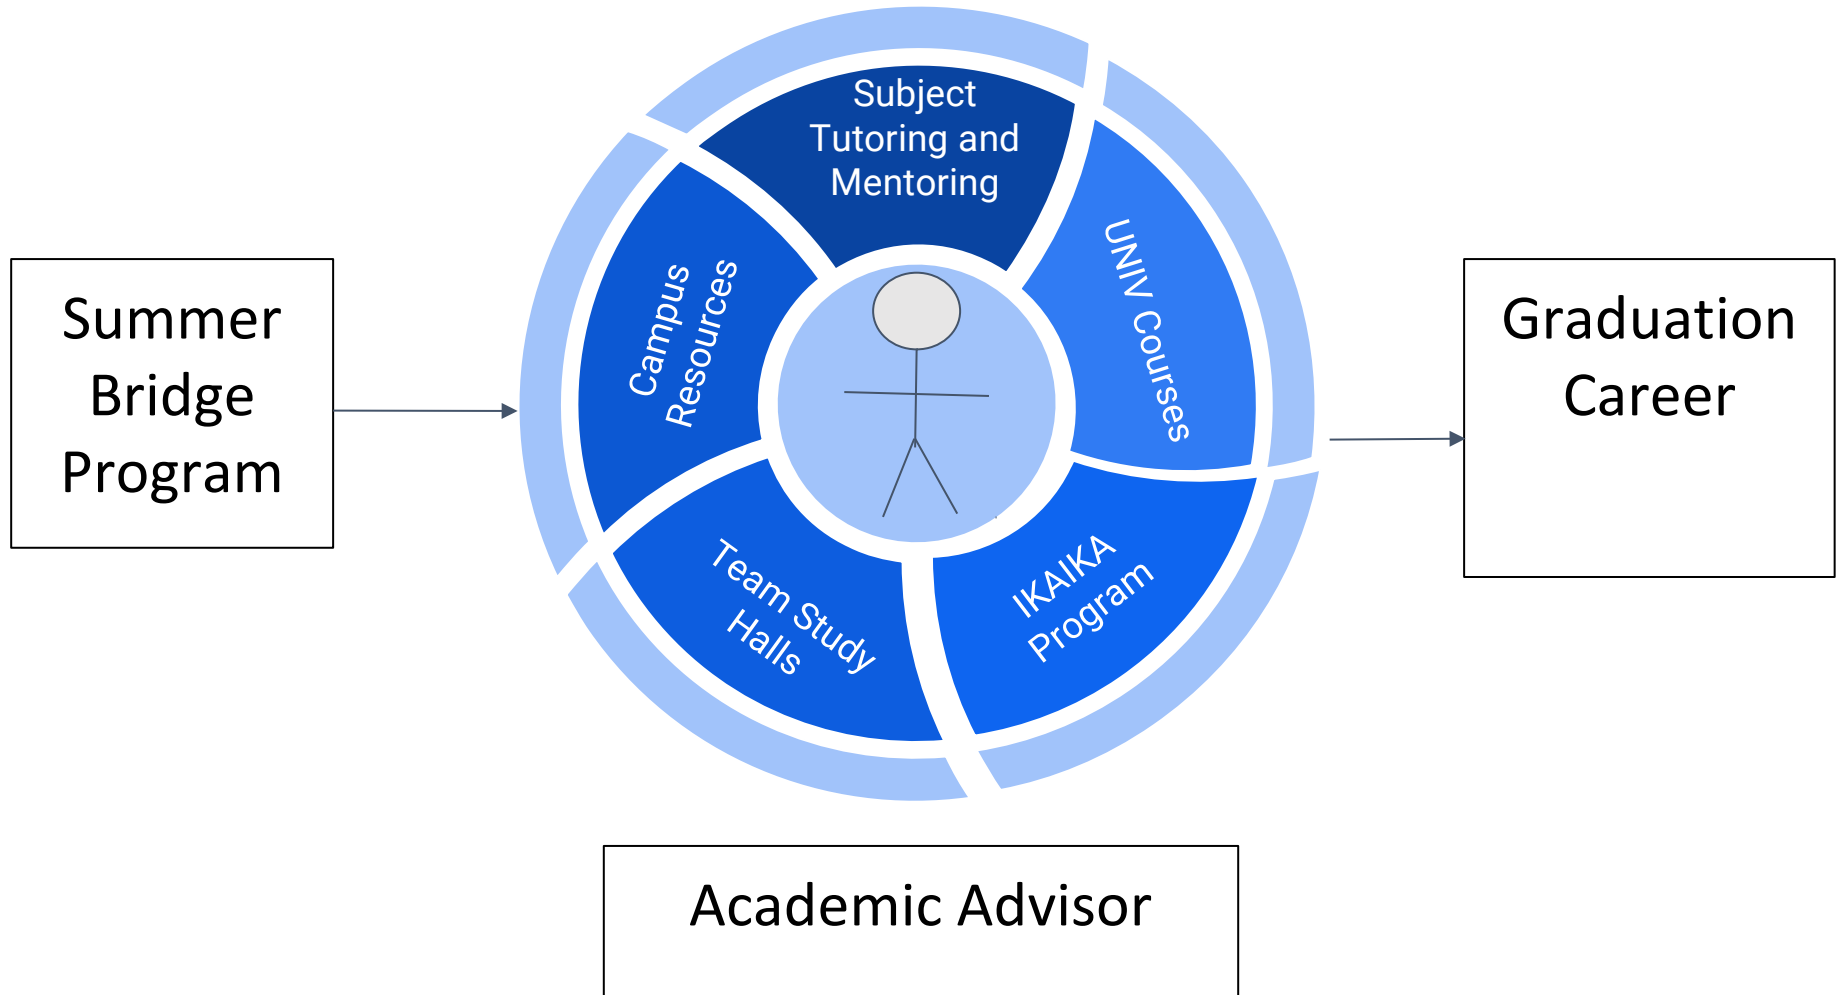 Subject
Tutoring and
Mentoring
UNIV Courses
Campus
Resources
Summer
Bridge
Program
Graduation
Career
IKAIKA
Program
Team Study
Halls
Academic Advisor